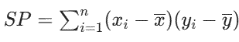 SP = ∑ⁿᵢ₌₁(xᵢ − x̅)(yᵢ − y̅)